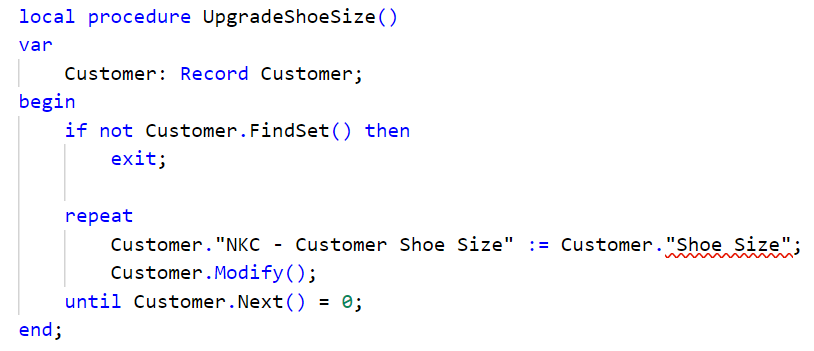 local procedure UpgradeShoeSize()
var
    Customer: Record Customer;
begin
    if not Customer.FindSet() then
        exit;

    repeat
        Customer."NKC - Customer Shoe Size" := Customer."Shoe Size";
        Customer.Modify();
    until Customer.Next() = 0;
end;